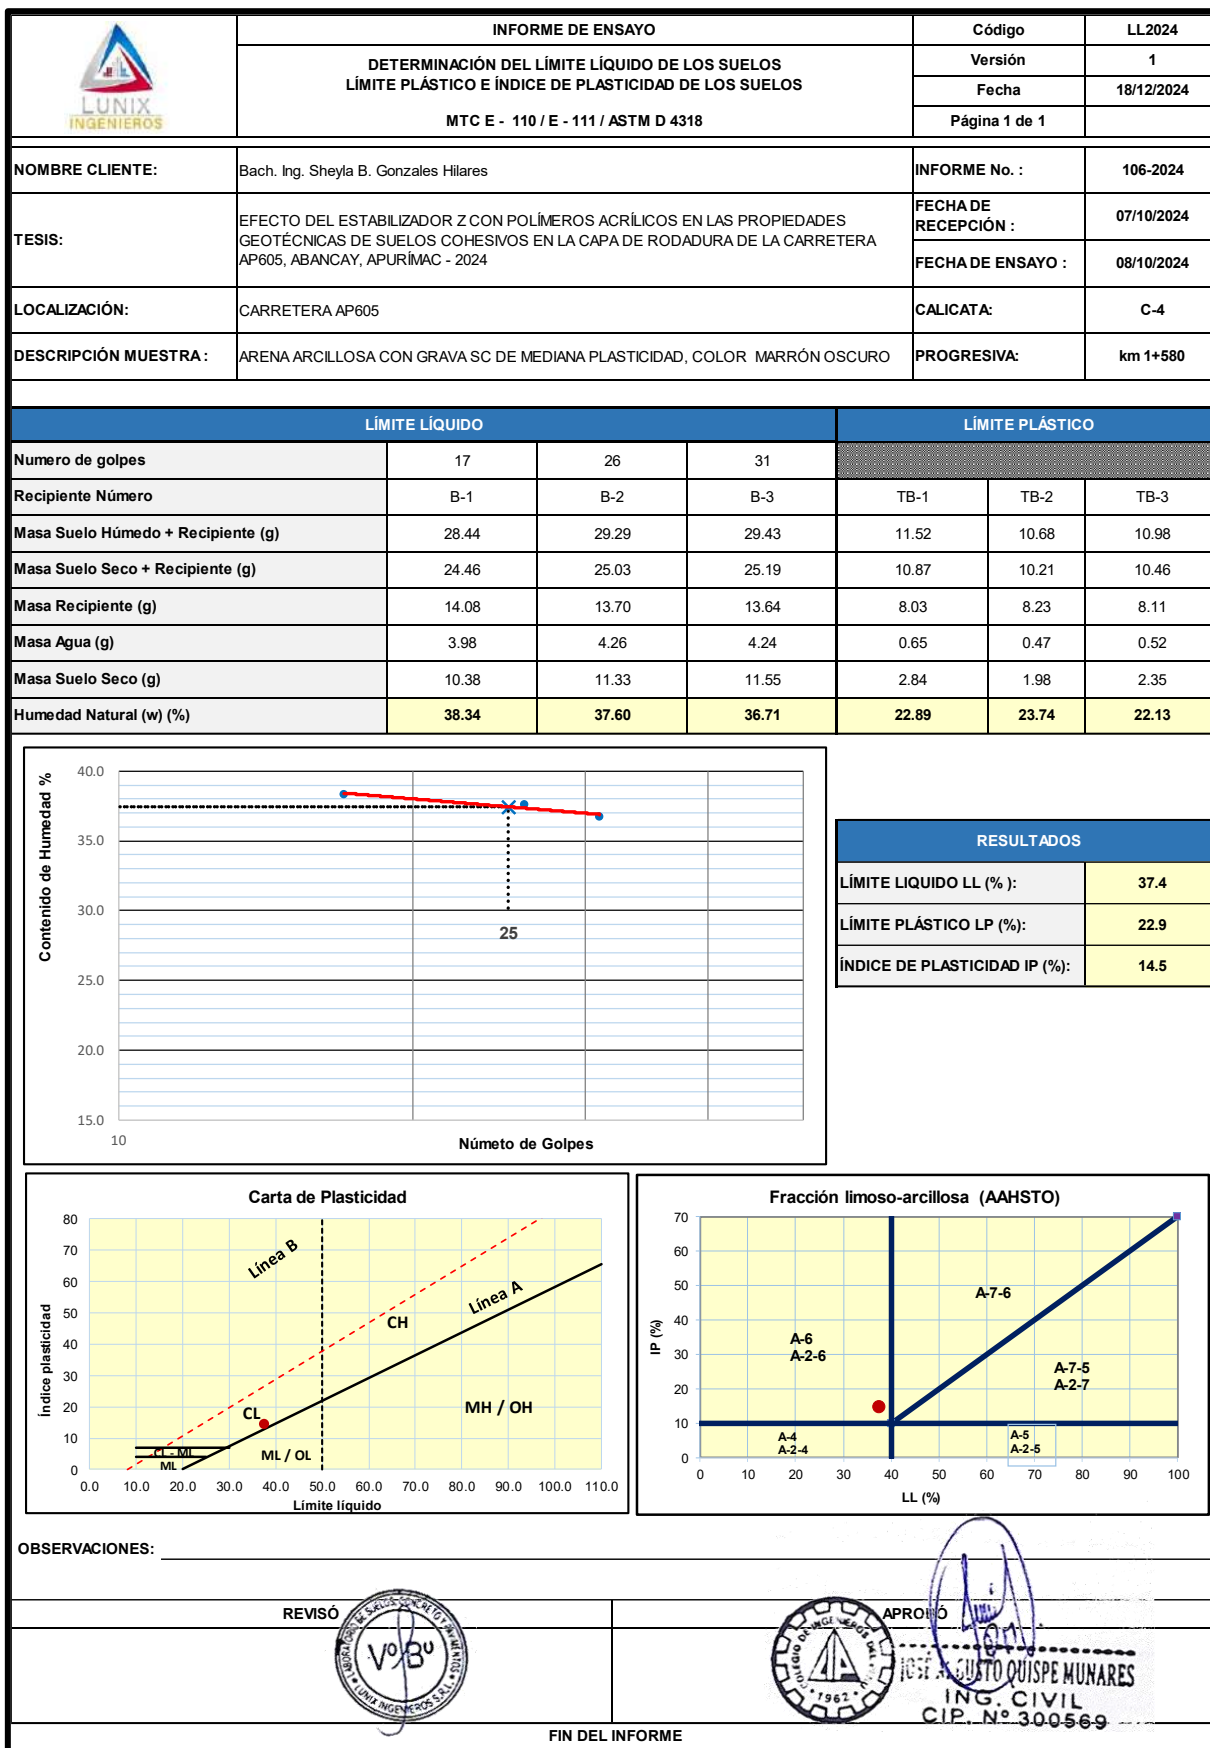 LUNIX
INGENIEROS
INFORME DE ENSAYO
DETERMINACIÓN DEL LÍMITE LÍQUIDO DE LOS SUELOS
LÍMITE PLÁSTICO E ÍNDICE DE PLASTICIDAD DE LOS SUELOS
MTC E - 110 / E - 111 / ASTM D 4318
Código LL2024
Versión 1
Fecha 18/12/2024
Página 1 de 1
NOMBRE CLIENTE: Bach. Ing. Sheyla B. Gonzales Hilares INFORME No. : 106-2024
TESIS: EFECTO DEL ESTABILIZADOR Z CON POLÍMEROS ACRÍLICOS EN LAS PROPIEDADES
GEOTÉCNICAS DE SUELOS COHESIVOS EN LA CAPA DE RODADURA DE LA CARRETERA
AP605, ABANCAY, APURÍMAC - 2024
FECHA DE
RECEPCIÓN : 07/10/2024
FECHA DE ENSAYO : 08/10/2024
LOCALIZACIÓN: CARRETERA AP605 CALICATA: C-4
DESCRIPCIÓN MUESTRA : ARENA ARCILLOSA CON GRAVA SC DE MEDIANA PLASTICIDAD, COLOR MARRÓN OSCURO PROGRESIVA: km 1+580
LÍMITE LÍQUIDO LÍMITE PLÁSTICO
Numero de golpes 17 26 31
Recipiente Número B-1 B-2 B-3 TB-1 TB-2 TB-3
Masa Suelo Húmedo + Recipiente (g) 28.44 29.29 29.43 11.52 10.68 10.98
Masa Suelo Seco + Recipiente (g) 24.46 25.03 25.19 10.87 10.21 10.46
Masa Recipiente (g) 14.08 13.70 13.64 8.03 8.23 8.11
Masa Agua (g) 3.98 4.26 4.24 0.65 0.47 0.52
Masa Suelo Seco (g) 10.38 11.33 11.55 2.84 1.98 2.35
Humedad Natural (w) (%) 38.34 37.60 36.71 22.89 23.74 22.13
Contenido de Humedad %
40.0
35.0
30.0
25.0
20.0
15.0
25
10
Númeto de Golpes
RESULTADOS
LÍMITE LIQUIDO LL (% ): 37.4
LÍMITE PLÁSTICO LP (%): 22.9
ÍNDICE DE PLASTICIDAD IP (%): 14.5
Carta de Plasticidad
Índice plasticidad
80
70
60
50
40
30
20
10
0
Línea B
Línea A
CH
CL
MH / OH
CL - ML
ML
ML / OL
0.0 10.0 20.0 30.0 40.0 50.0 60.0 70.0 80.0 90.0 100.0 110.0
Límite líquido
Fracción limoso-arcillosa (AAHSTO)
IP (%)
70
60
50
40
30
20
10
0
A-7-6
A-6
A-2-6
A-7-5
A-2-7
A-4
A-2-4
A-5
A-2-5
0 10 20 30 40 50 60 70 80 90 100
LL (%)
OBSERVACIONES:
REVISÓ
APROBÓ
LABORATORIO DE SUELOS, CONCRETO Y PAVIMENTOS
VºBº
LUNIX INGENIEROS S.R.L.
COLEGIO DE INGENIEROS DEL PERÚ
1962
JOSÉ AUGUSTO QUISPE MUNARES
ING. CIVIL
CIP. Nº 300569
FIN DEL INFORME